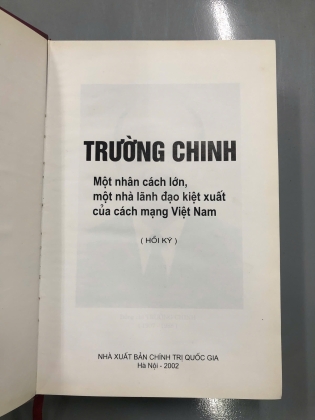 TRƯỜNG CHINH
Một nhân cách lớn,
một nhà lãnh đạo kiệt xuất
của cách mạng Việt Nam
( HỒI KÝ )
NHÀ XUẤT BẢN CHÍNH TRỊ QUỐC GIA
Hà Nội - 2002